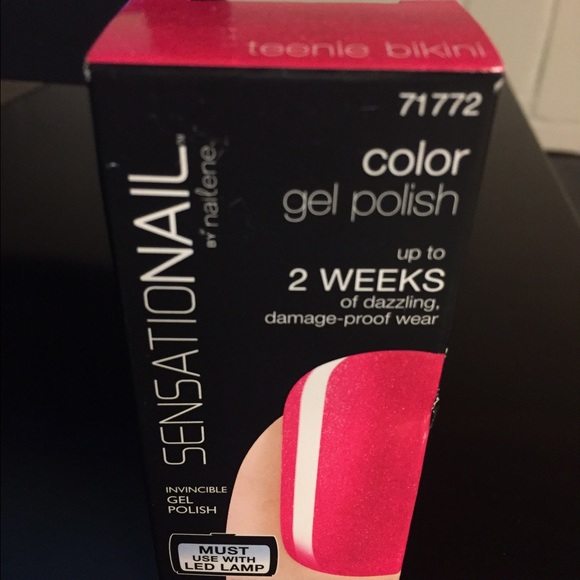 teenie bikini
71772
color
gel polish
up to
2 WEEKS
of dazzling,
damage-proof wear
SENSATIONAIL™
BY nailene
INVINCIBLE
GEL
POLISH
MUST
USE WITH
LED LAMP